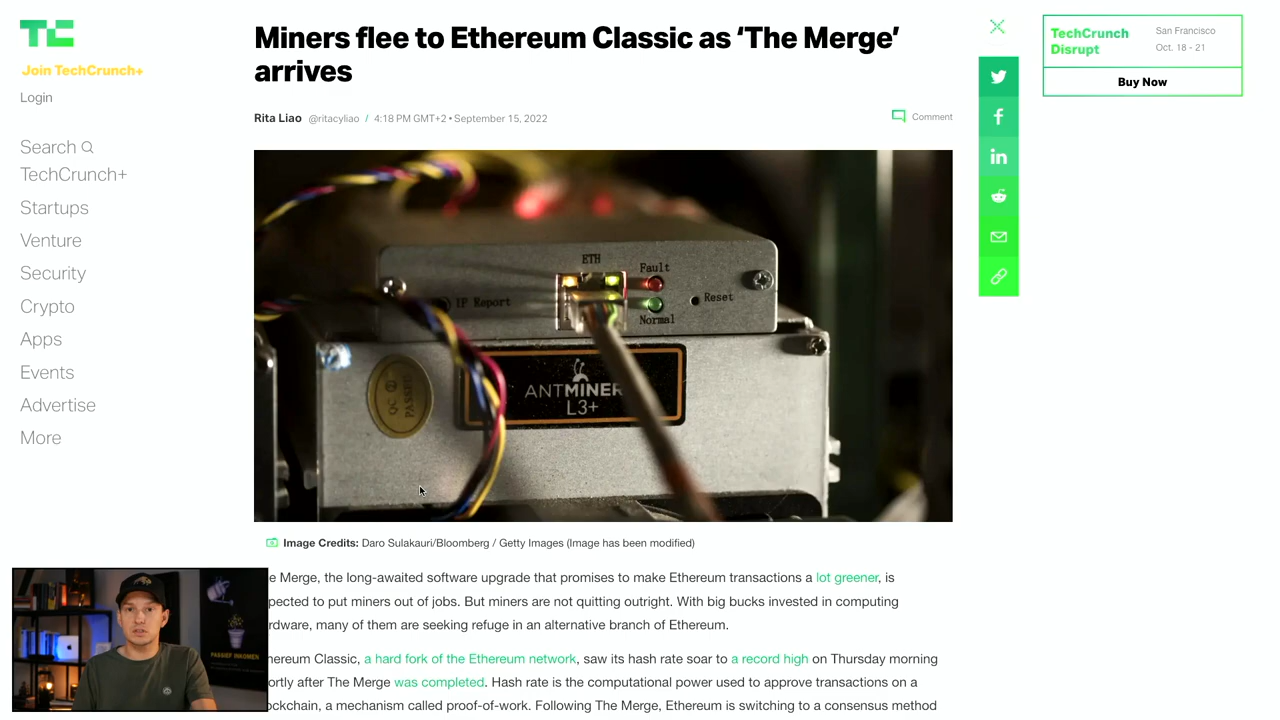 TC
Join TechCrunch+
Login
Search
TechCrunch+
Startups
Venture
Security
Crypto
Apps
Events
Advertise
More
Miners flee to Ethereum Classic as ‘The Merge’
arrives
Rita Liao @ritacyliao / 4:18 PM GMT+2 • September 15, 2022
Comment
ETH
Fault
IP Report
Reset
Normal
QC
PASSED
ANTMINER
L3+
Image Credits: Daro Sulakauri/Bloomberg / Getty Images (Image has been modified)
e Merge, the long-awaited software upgrade that promises to make Ethereum transactions a lot greener, is
pected to put miners out of jobs. But miners are not quitting outright. With big bucks invested in computing
rdware, many of them are seeking refuge in an alternative branch of Ethereum.
hereum Classic, a hard fork of the Ethereum network, saw its hash rate soar to a record high on Thursday morning
ortly after The Merge was completed. Hash rate is the computational power used to approve transactions on a
ockchain, a mechanism called proof-of-work. Following The Merge, Ethereum is switching to a consensus method
PASSIEF INKOMEN
TechCrunch
Disrupt
San Francisco
Oct. 18 - 21
Buy Now